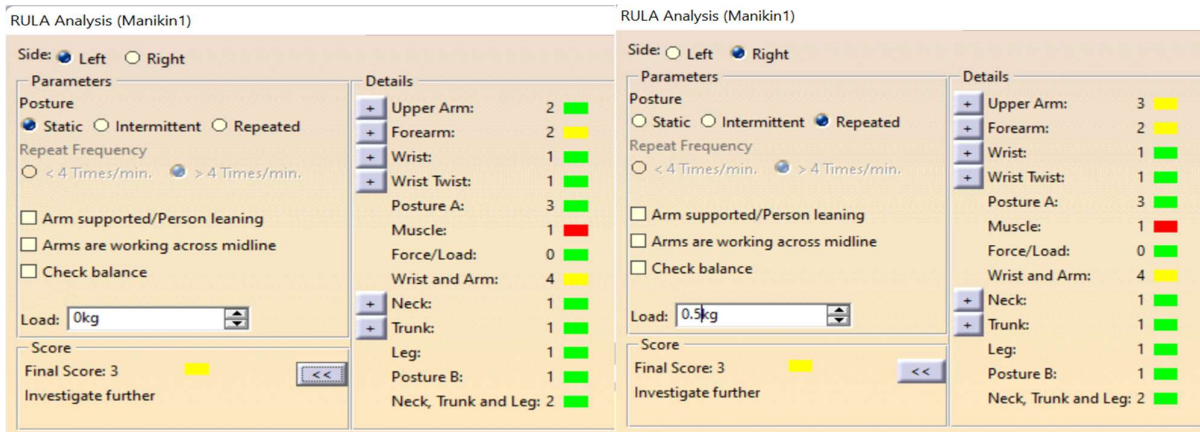 RULA Analysis (Manikin1)
Side: Left Right
Parameters
Posture
Static Intermittent Repeated
Repeat Frequency
< 4 Times/min. > 4 Times/min.
Arm supported/Person leaning
Arms are working across midline
Check balance
Load: 0kg
Score
Final Score: 3
<<
Investigate further
Details
+ Upper Arm: 2
+ Forearm: 2
+ Wrist: 1
+ Wrist Twist: 1
Posture A: 3
Muscle: 1
Force/Load: 0
Wrist and Arm: 4
+ Neck: 1
+ Trunk: 1
Leg: 1
Posture B: 1
Neck, Trunk and Leg: 2
RULA Analysis (Manikin1)
Side: Left Right
Parameters
Posture
Static Intermittent Repeated
Repeat Frequency
< 4 Times/min. > 4 Times/min.
Arm supported/Person leaning
Arms are working across midline
Check balance
Load: 0.5kg
Score
Final Score: 3
<<
Investigate further
Details
+ Upper Arm: 3
+ Forearm: 2
+ Wrist: 1
+ Wrist Twist: 1
Posture A: 3
Muscle: 1
Force/Load: 0
Wrist and Arm: 4
+ Neck: 1
+ Trunk: 1
Leg: 1
Posture B: 1
Neck, Trunk and Leg: 2